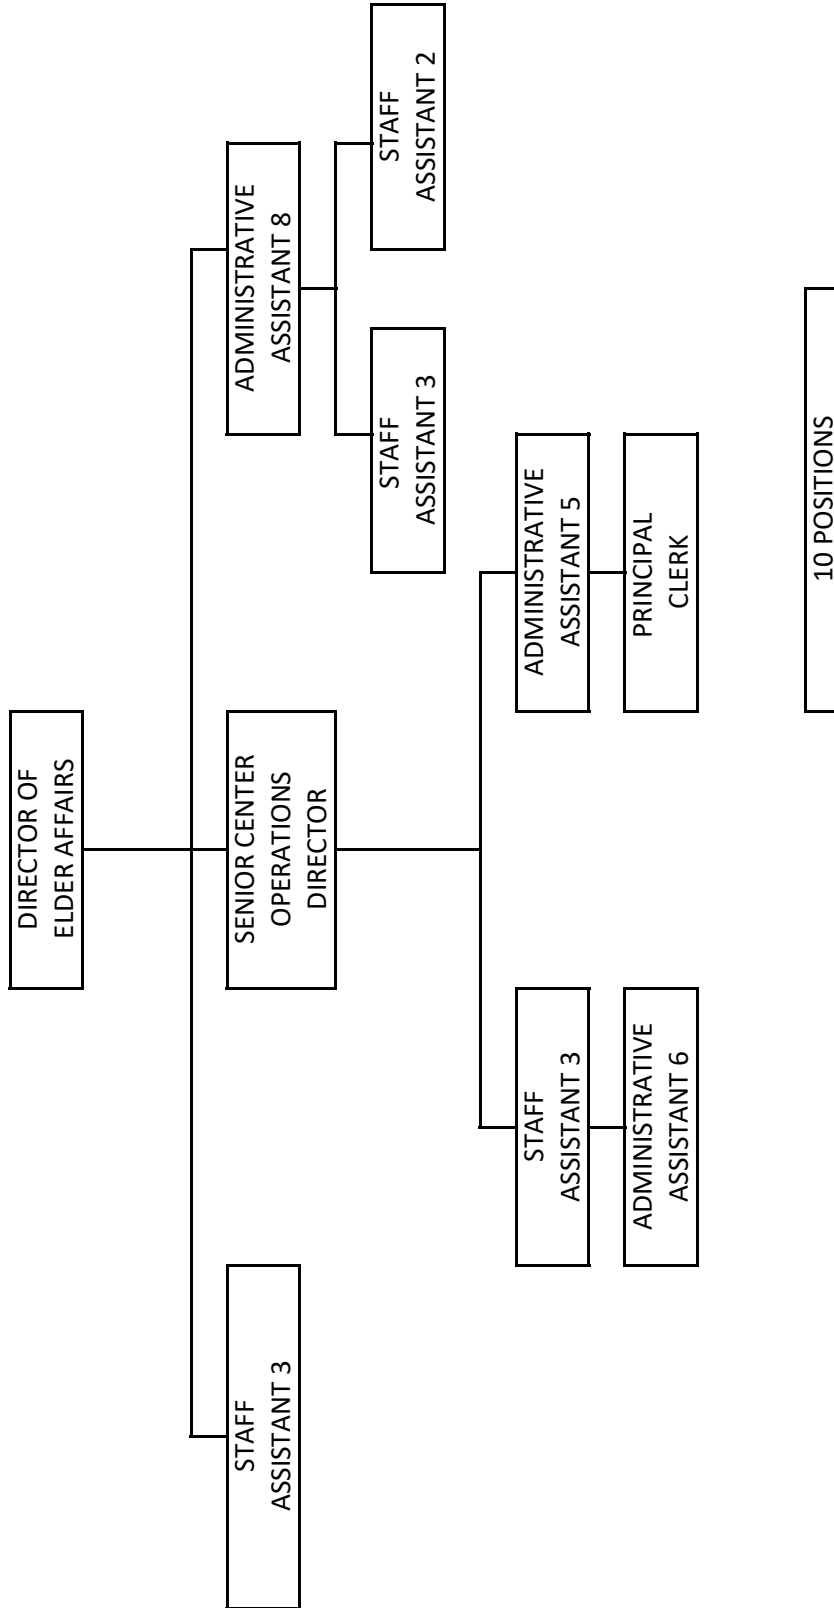 DIRECTOR OF
ELDER AFFAIRS
STAFF
ASSISTANT 3
SENIOR CENTER
OPERATIONS
DIRECTOR
ADMINISTRATIVE
ASSISTANT 8
STAFF
ASSISTANT 3
STAFF
ASSISTANT 2
STAFF
ASSISTANT 3
ADMINISTRATIVE
ASSISTANT 5
ADMINISTRATIVE
ASSISTANT 6
PRINCIPAL
CLERK
10 POSITIONS